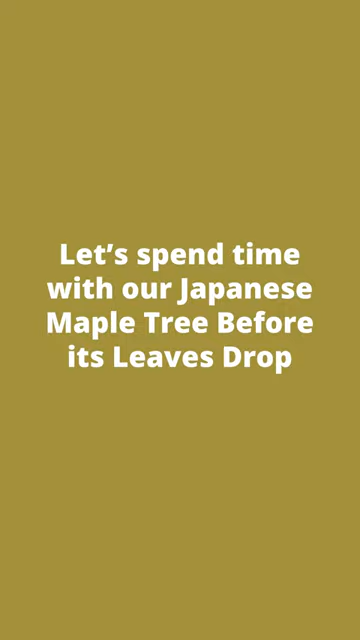 Let’s spend time
with our Japanese
Maple Tree Before
its Leaves Drop